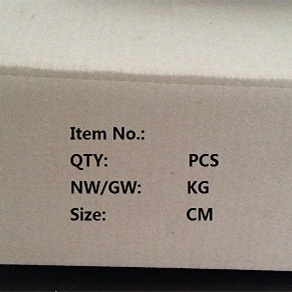 Item No.:
QTY: PCS
NW/GW: KG
Size: CM